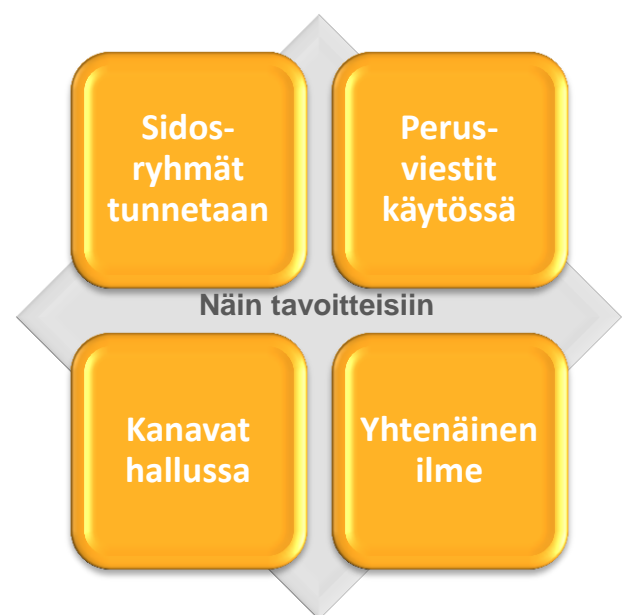 Sidos-
ryhmät
tunnetaan
Perus-
viestit
käytössä
Näin tavoitteisiin
Kanavat
hallussa
Yhtenäinen
ilme